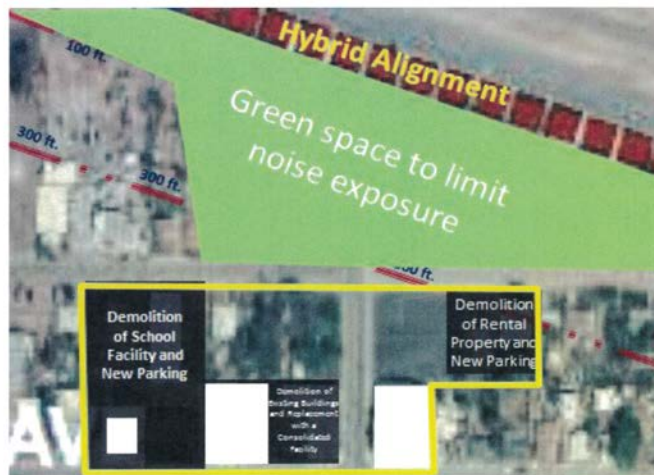 Hybrid Alignment
100 ft.
Green space to limit
noise exposure
300 ft.
300 ft.
Demolition
of School
Facility and
New Parking
Demolition
of Rental
Property and
New Parking
Demolition of
Existing Buildings
and Replacement
with a
Consolidated
Facility